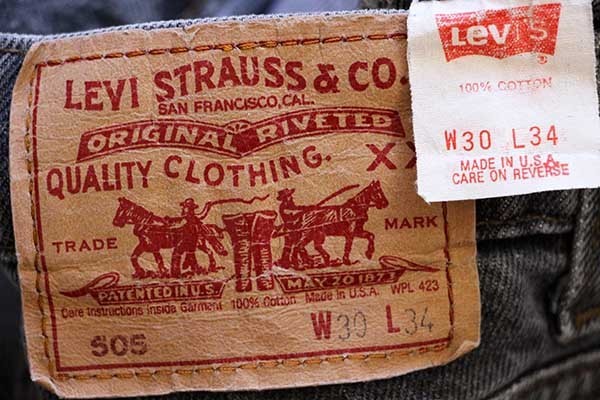 LEVI STRAUSS & CO.
SAN FRANCISCO, CAL.
ORIGINAL RIVETED
QUALITY CLOTHING. XX
TRADE MARK
PATENTED IN U.S. MAY 20 1873
Care Instructions Inside Garment 100% Cotton Made in U.S.A. WPL 423
505 W30 L34
Levi's
100% COTTON
W30 L34
MADE IN U.S.A.
CARE ON REVERSE